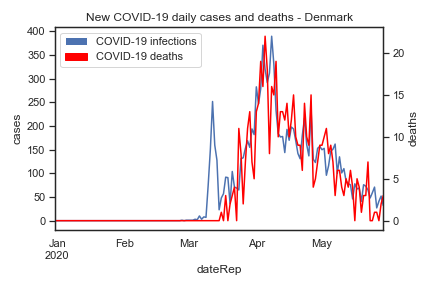 New COVID-19 daily cases and deaths - Denmark
COVID-19 infections
COVID-19 deaths
400
350
300
250
200
150
100
50
0
cases
20
15
10
5
0
deaths
Jan Feb Mar Apr May
2020
dateRep